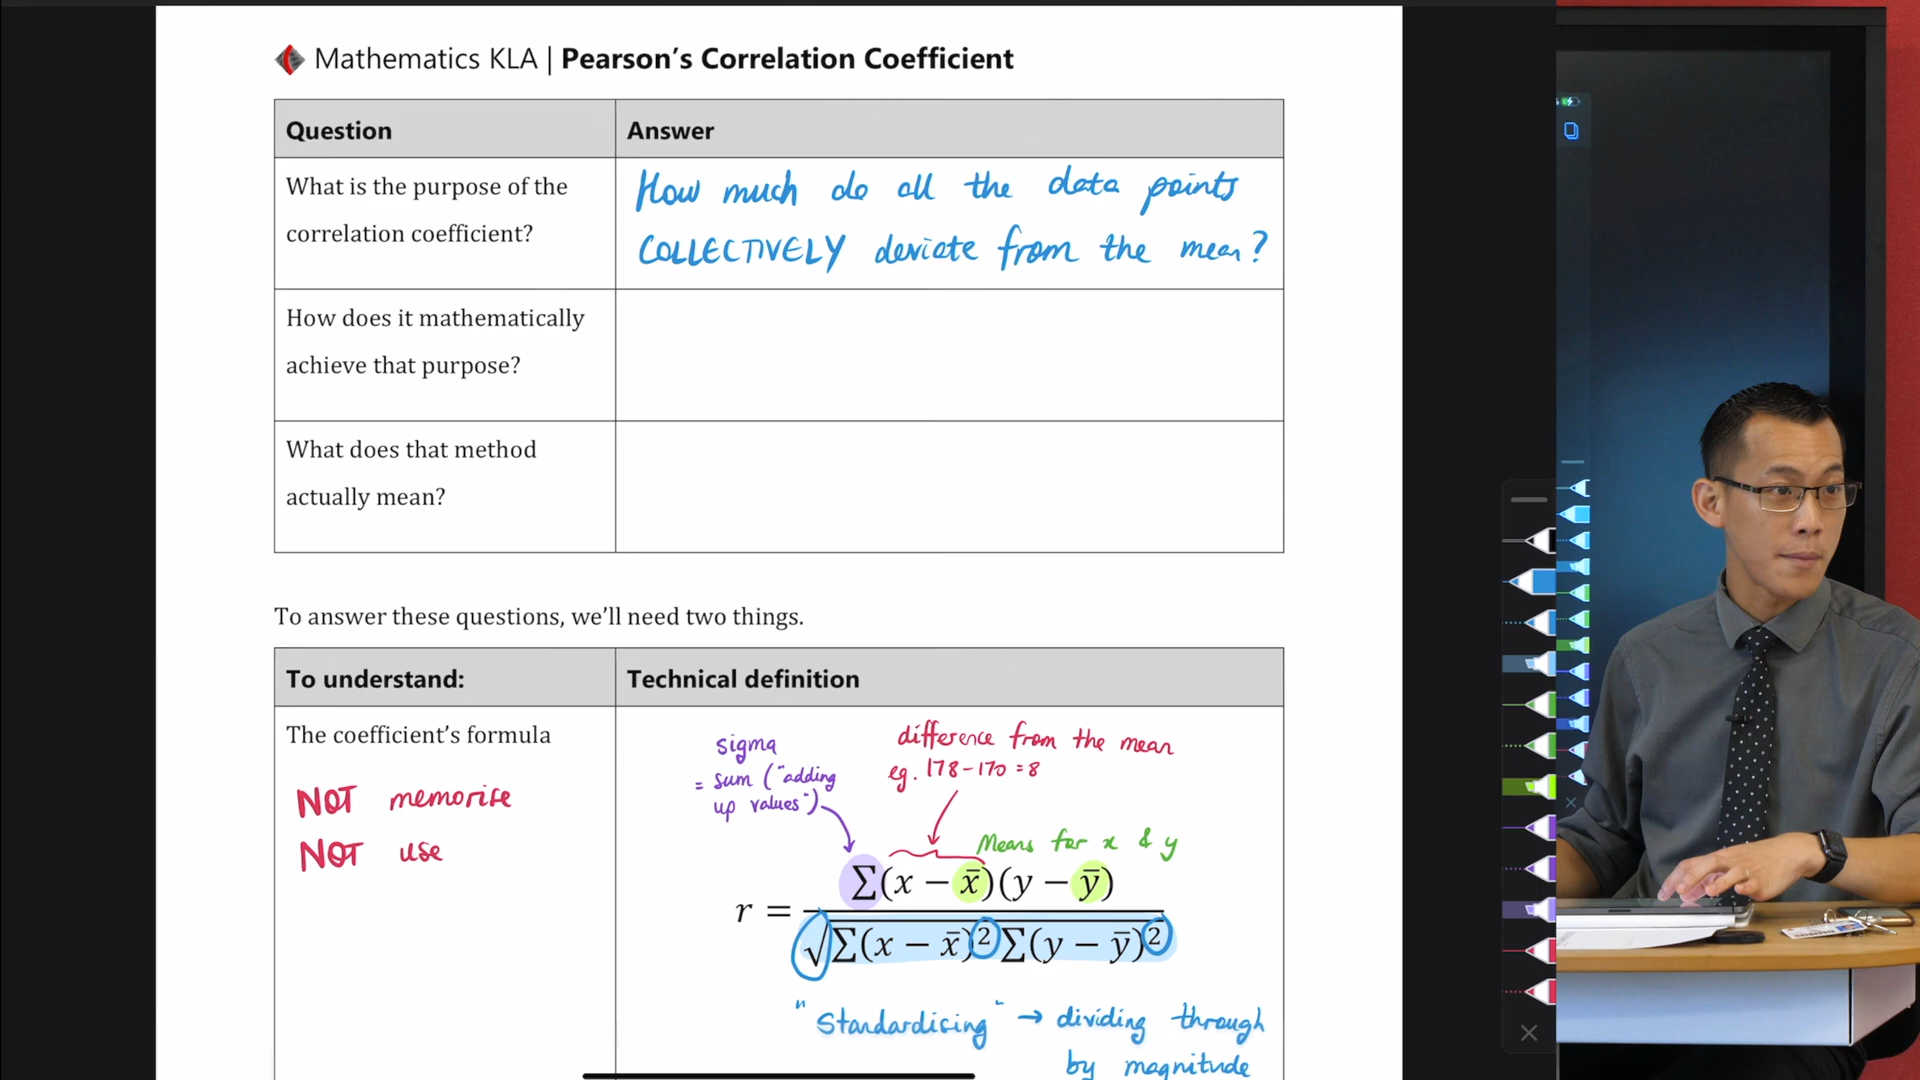 Mathematics KLA | Pearson's Correlation Coefficient
Question
Answer
What is the purpose of the
correlation coefficient?
How much do all the data points
COLLECTIVELY deviate from the mean?
How does it mathematically
achieve that purpose?
What does that method
actually mean?
To answer these questions, we'll need two things.
To understand:
Technical definition
The coefficient's formula
NOT memorise
NOT use
sigma
= sum ("adding
up values")
difference from the mean
eg. 178-170 = 8
Means for x & y
r = Σ(x − x̄)(y − ȳ) / √Σ(x − x̄)²Σ(y − ȳ)²
"Standardising" → dividing through
by magnitude